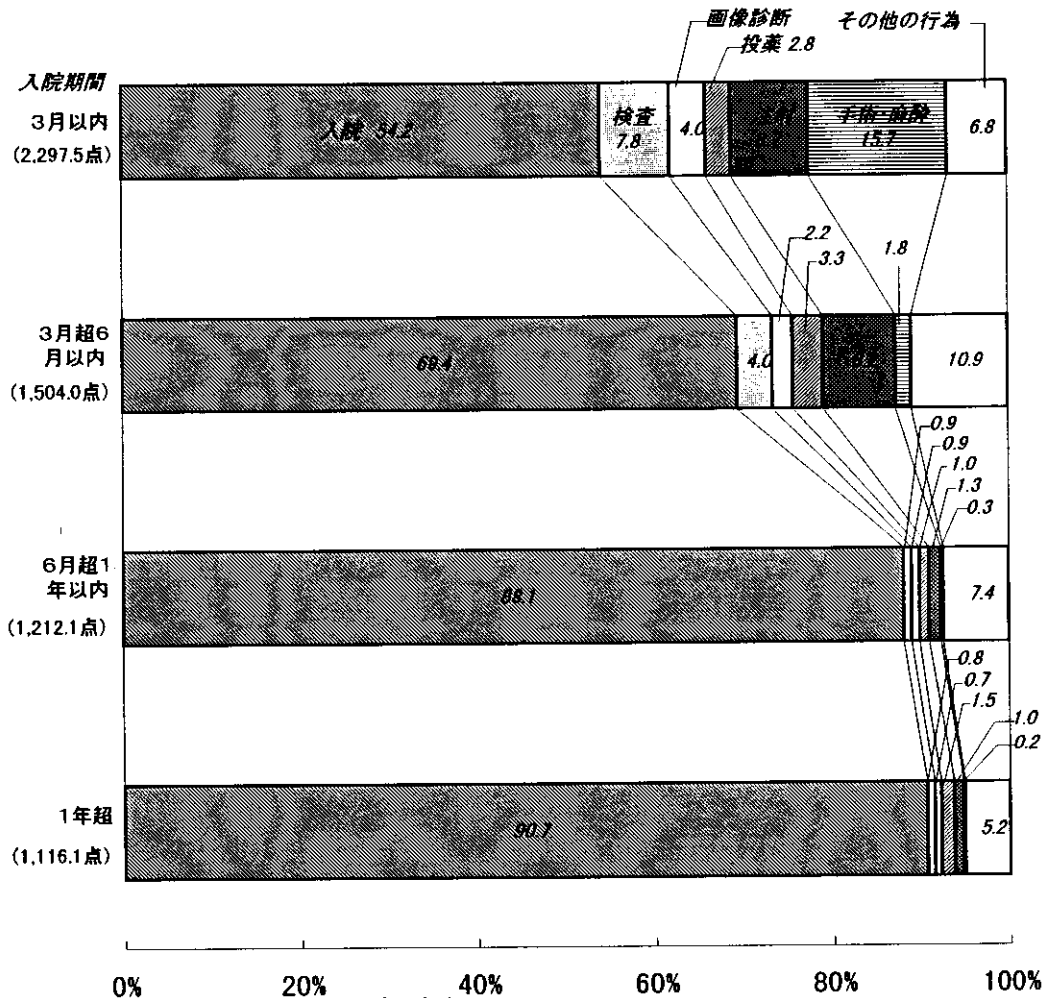 画像診断
投薬 2.8
その他の行為
入院期間
3月以内
(2,297.5点)
入院 54.2
検査
7.8
4.0
手術・麻酔
15.7
6.8
2.2
3.3
1.8
3月超6
月以内
(1,504.0点)
69.4
4.0
10.9
0.9
0.9
1.0
1.3
0.3
6月超1
年以内
(1,212.1点)
88.1
7.4
0.8
0.7
1.5
1.0
0.2
1年超
(1,116.1点)
90.7
5.2
0%
20%
40%
60%
80%
100%